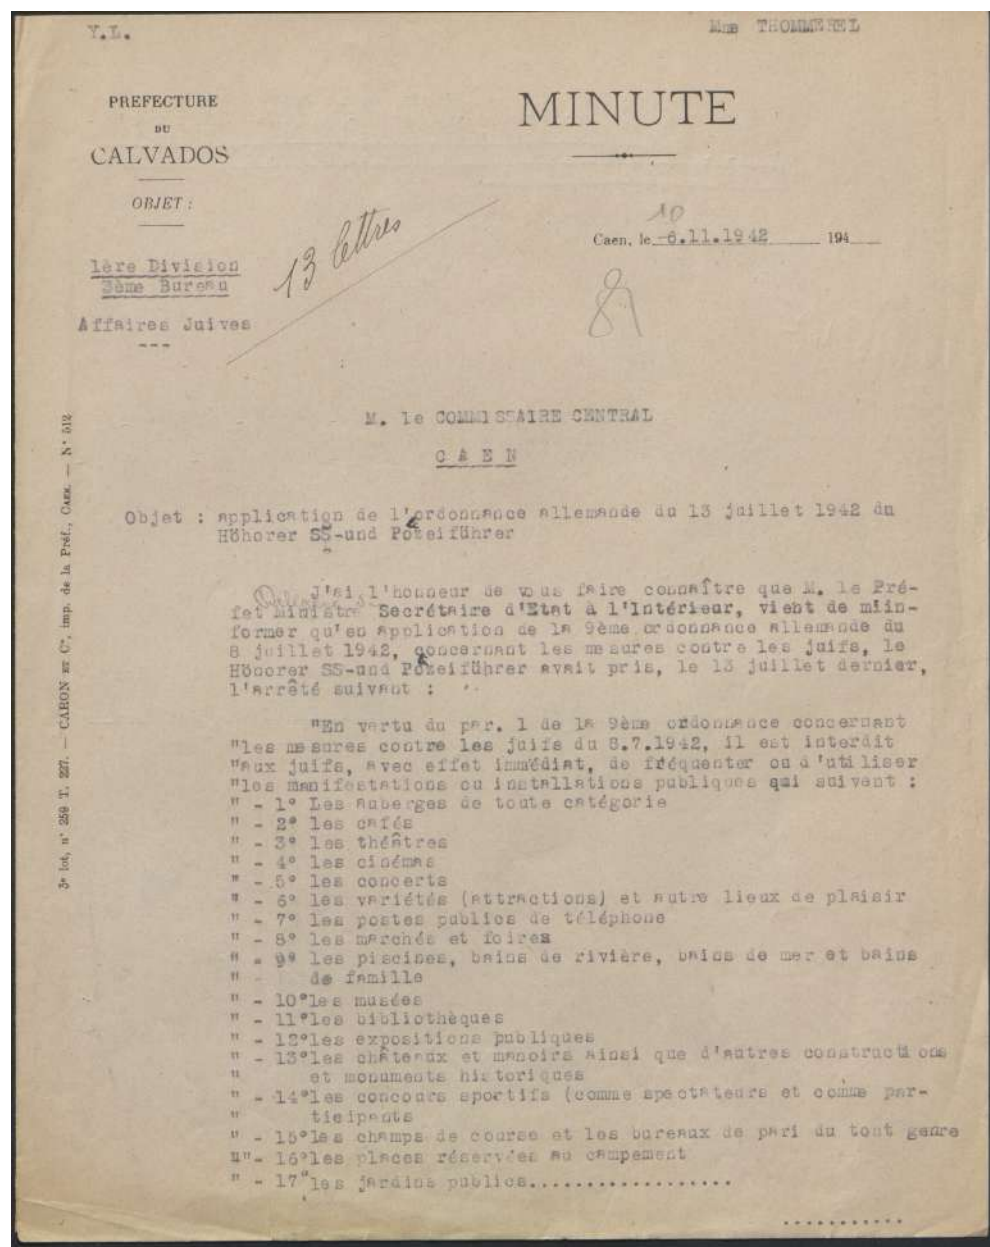 Y.L.
Mme THOMMEREL
PREFECTURE
DU
CALVADOS
MINUTE
OBJET :
13 lettres
10
Caen, le -6.11.1942 194
1ère Division
3ème Bureau
Affaires Juives
---
M. le COMMISSAIRE CENTRAL
C A E N
3e lot, n° 259 T. 227. — CARON ET Cie, imp. de la Préf., CAEN. — N° 512
Objet : application de l'ordonnance allemande du 13 juillet 1942 du
Höhorer SS-und Pozeiführer
J'ai l'honneur de vous faire connaître que M. le Pré-
fet Ministre Secrétaire d'Etat à l'Intérieur, vient de m'in-
former qu'en application de la 9ème ordonnance allemande du
8 juillet 1942, concernant les mesures contre les juifs, le
Höhorer SS-und Pozeiführer avait pris, le 13 juillet dernier,
l'arrêté suivant :
"En vertu du par. 1 de la 9ème ordonnance concernant
"les mesures contre les juifs du 8.7.1942, il est interdit
"aux juifs, avec effet immédiat, de fréquenter ou d'utiliser
"les manifestations ou installations publiques qui suivent :
" - 1° Les auberges de toute catégorie
" - 2° les cafés
" - 3° les théâtres
" - 4° les cinémas
" - 5° les concerts
" - 6° les variétés (attractions) et autre lieux de plaisir
" - 7° les postes publics de téléphone
" - 8° les marchés et foires
" - 9° les piscines, bains de rivière, bains de mer et bains
" - de famille
" - 10°les musées
" - 11°les bibliothèques
" - 12°les expositions publiques
" - 13°les châteaux et manoirs ainsi que d'autres constructions
" et monuments historiques
" - 14°les concours sportifs (comme spectateurs et comme par-
" ticipants
" - 15°les champs de course et les bureaux de pari du tout genre
"" - 16°les places réservées au campement
" - 17°les jardins publics..................
...........